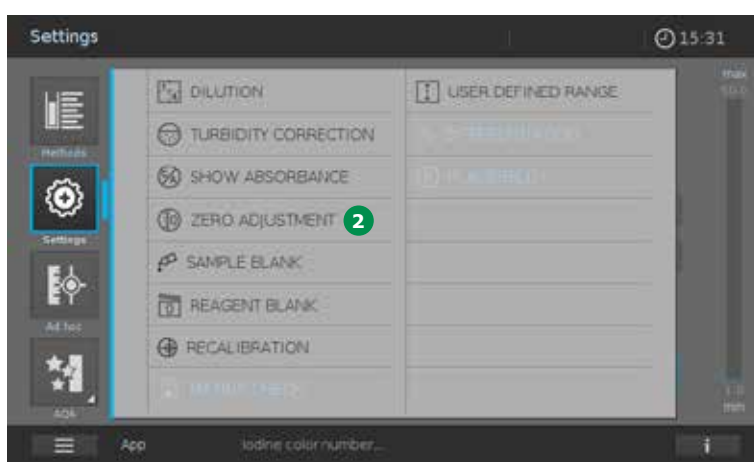 Settings
15:31
Methods
Settings
Ad hoc
AQA
DILUTION
TURBIDITY CORRECTION
SHOW ABSORBANCE
ZERO ADJUSTMENT 2
SAMPLE BLANK
REAGENT BLANK
RECALIBRATION
USER DEFINED RANGE
max
mm
App
Iodine color number...